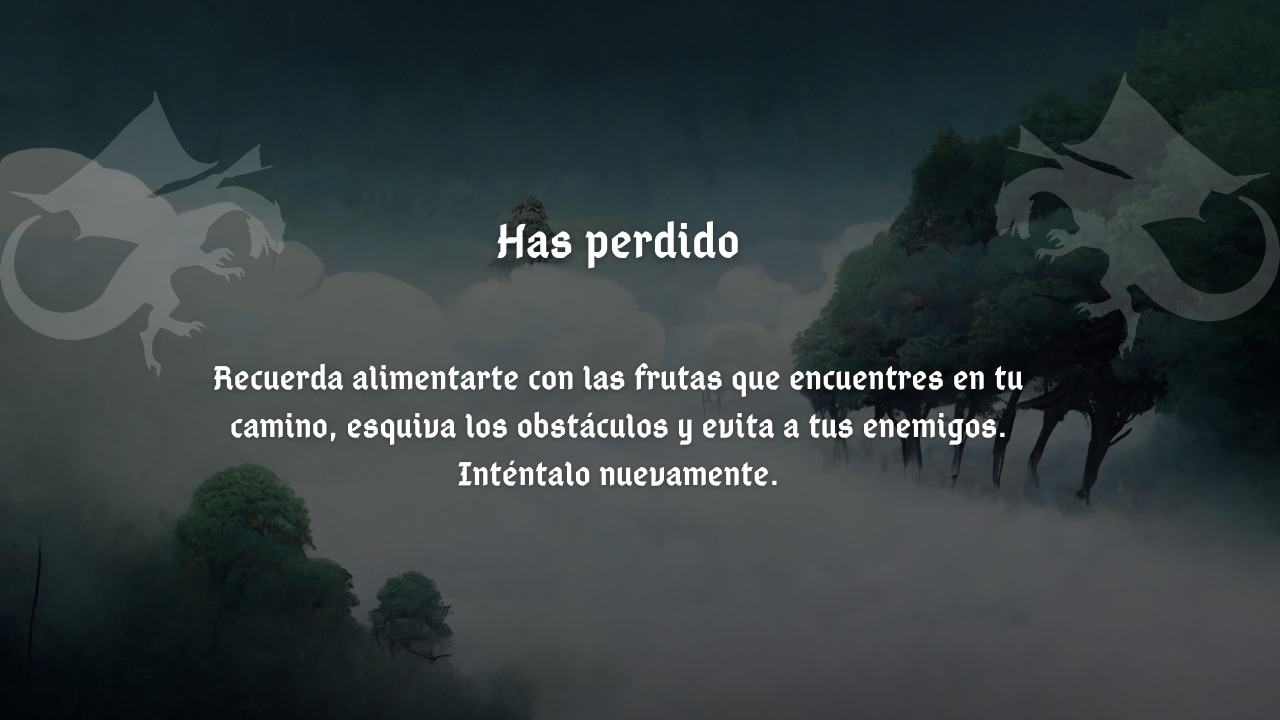 Has perdido
Recuerda alimentarte con las frutas que encuentres en tu
camino, esquiva los obstáculos y evita a tus enemigos.
Inténtalo nuevamente.